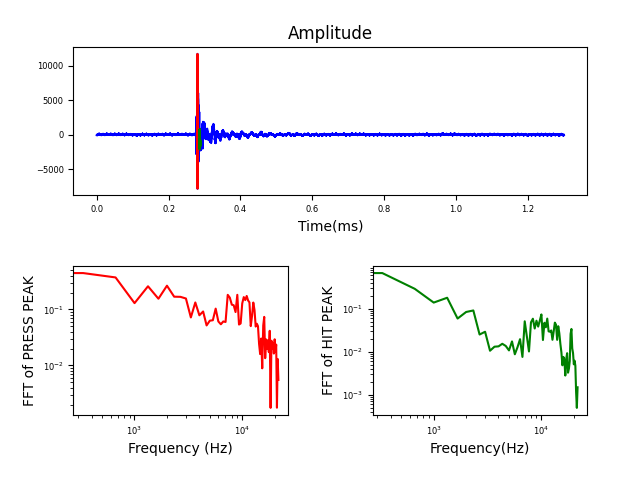 Amplitude
10000
5000
0
−5000
0.0 0.2 0.4 0.6 0.8 1.0 1.2
Time(ms)
FFT of PRESS PEAK
10⁻¹
10⁻²
10³ 10⁴
Frequency (Hz)
FFT of HIT PEAK
10⁻¹
10⁻²
10⁻³
10³ 10⁴
Frequency(Hz)